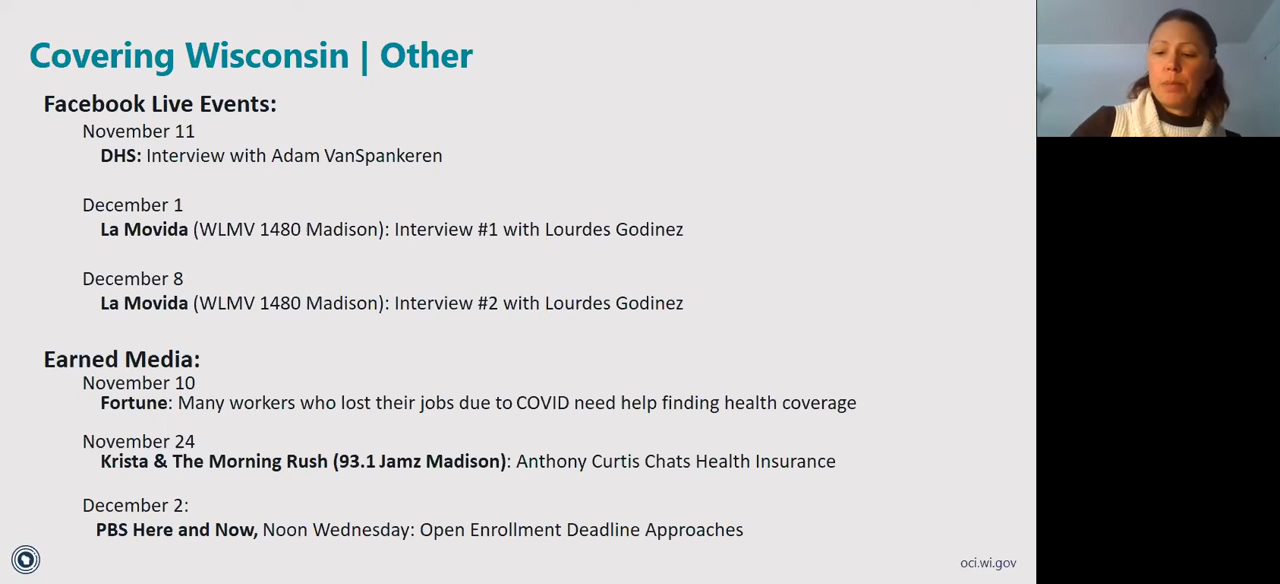 Covering Wisconsin | Other
Facebook Live Events:
November 11
DHS: Interview with Adam VanSpankeren
December 1
La Movida (WLMV 1480 Madison): Interview #1 with Lourdes Godinez
December 8
La Movida (WLMV 1480 Madison): Interview #2 with Lourdes Godinez
Earned Media:
November 10
Fortune: Many workers who lost their jobs due to COVID need help finding health coverage
November 24
Krista & The Morning Rush (93.1 Jamz Madison): Anthony Curtis Chats Health Insurance
December 2:
PBS Here and Now, Noon Wednesday: Open Enrollment Deadline Approaches
oci.wi.gov